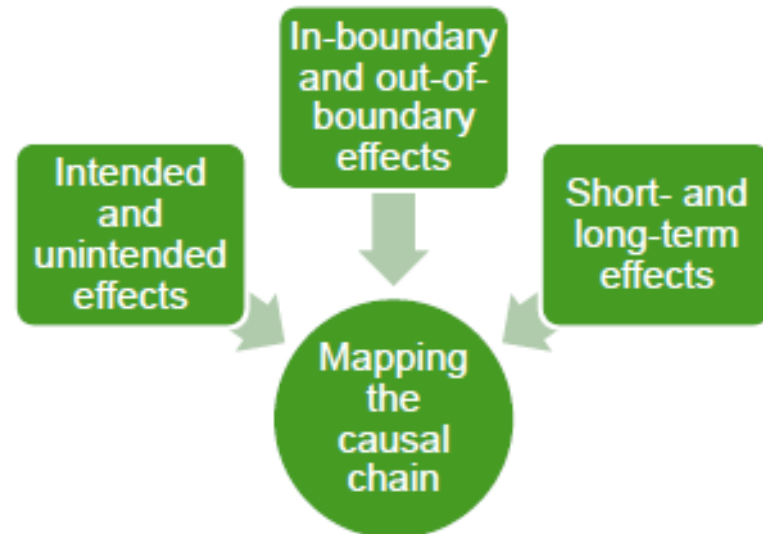 In-boundary
and out-of-
boundary
effects
Intended
and
unintended
effects
Short- and
long-term
effects
Mapping
the
causal
chain